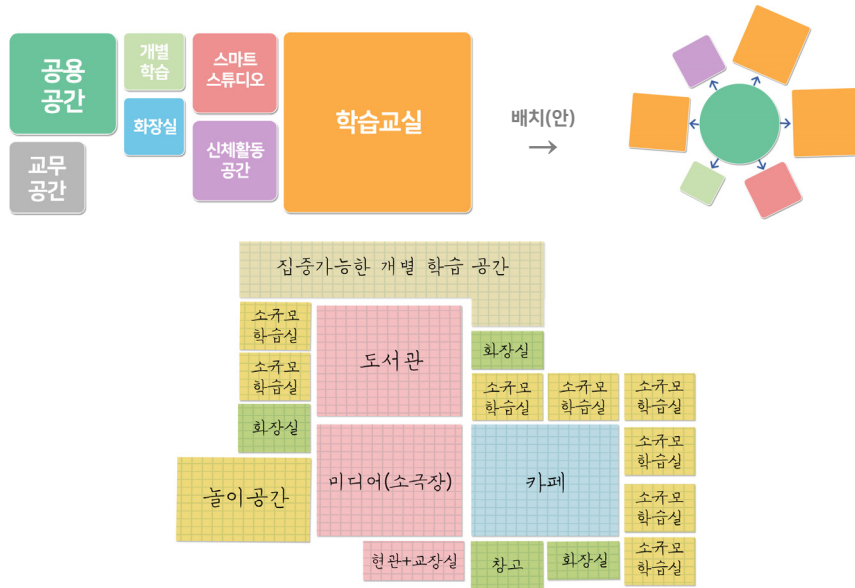 공용
공간
개별
학습
스마트
스튜디오
학습교실
화장실
교무
공간
신체활동
공간
배치(안)
→
집중가능한 개별 학습 공간
소규모
학습실
도서관
화장실
소규모
학습실
소규모
학습실
소규모
학습실
소규모
학습실
화장실
미디어(소극장)
카페
소규모
학습실
놀이공간
소규모
학습실
현관+교장실
창고
화장실
소규모
학습실